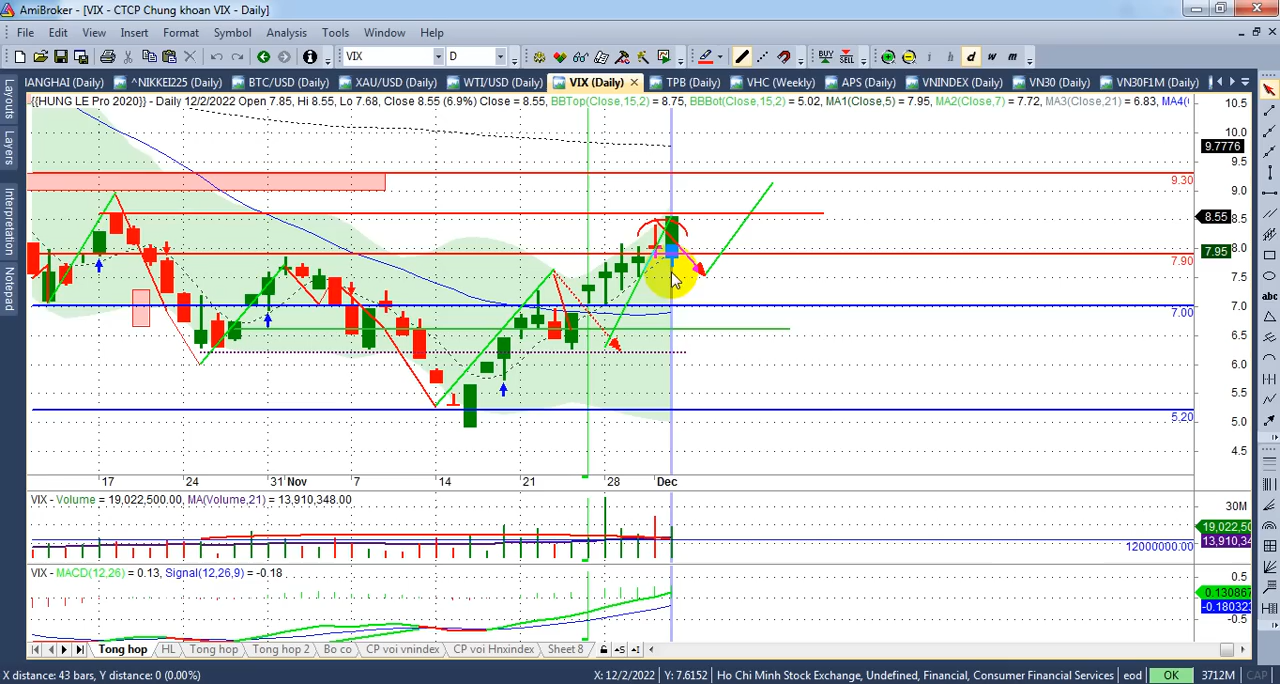 AmiBroker - [VIX - CTCP Chung khoan VIX - Daily]
File Edit View Insert Format Symbol Analysis Tools Window Help
VIX D BUY SELL i h d w m
IANGHAI (Daily) ^NIKKEI225 (Daily) BTC/USD (Daily) XAU/USD (Daily) WTI/USD (Daily) VIX (Daily) TPB (Daily) VHC (Weekly) APS (Daily) VNINDEX (Daily) VN30 (Daily) VN30F1M (Daily)
Layouts
Layers
Interpretation
Notepad
{{HUNG LE Pro 2020}} - Daily 12/2/2022 Open 7.85, Hi 8.55, Lo 7.68, Close 8.55 (6.9%) Close = 8.55, BBTop(Close,15,2) = 8.75, BBBot(Close,15,2) = 5.02, MA1(Close,5) = 7.95, MA2(Close,7) = 7.72, MA3(Close,21) = 6.83, MA4(
10.5
10.0
9.7776
9.5
9.30
9.0
8.55
8.5
8.0
7.95
7.90
7.5
7.0
7.00
6.5
6.0
5.5
5.20
5.0
4.5
17 24 31 Nov 7 14 21 28 Dec
VIX - Volume = 19,022,500.00, MA(Volume,21) = 13,910,348.00
30M
19,022,50
13,910,34
12000000.00
VIX - MACD(12,26) = 0.13, Signal(12,26,9) = -0.18
0.5
0.130867
-0.180323
-0.5
Tong hop HL Tong hop Tong hop 2 Bo co CP voi vnindex CP voi Hnxindex Sheet 8
X distance: 43 bars, Y distance: 0 (0.00%) X: 12/2/2022 Y: 7.6152 Ho Chi Minh Stock Exchange, Undefined, Financial, Consumer Financial Services eod OK 3712M CAP
abc